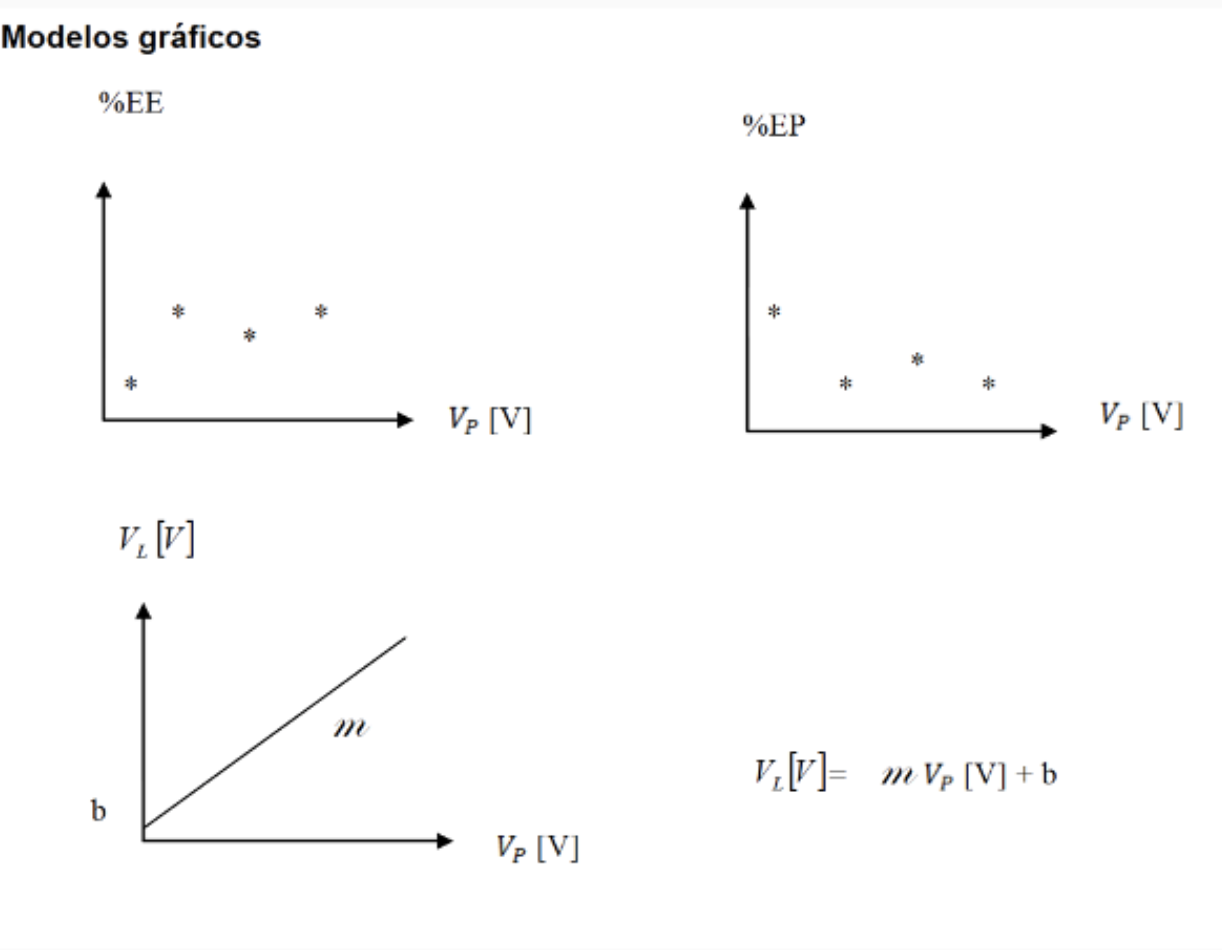 Modelos gráficos
%EE
%EP
*
*
*
*
V_P [V]
*
*
*
*
V_P [V]
V_L [V]
m
b
V_P [V]
V_L [V]= m V_P [V] + b